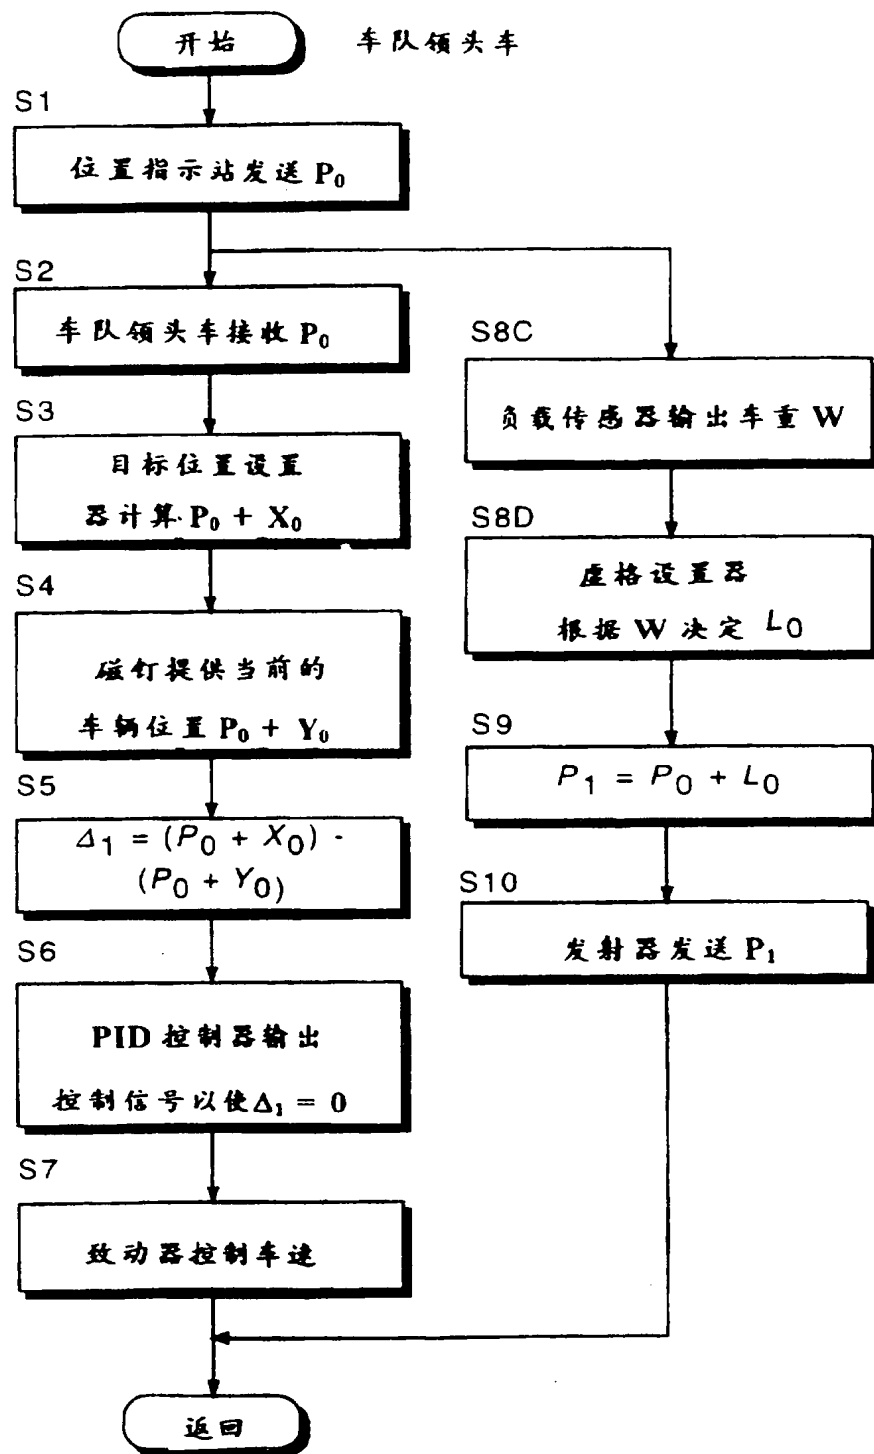 开始
车队领头车
S1
位置指示站发送 P₀
S2
车队领头车接收 P₀
S3
目标位置设置
器计算 P₀ + X₀
S4
磁钉提供当前的
车辆位置 P₀ + Y₀
S5
Δ₁ = (P₀ + X₀) -
(P₀ + Y₀)
S6
PID 控制器输出
控制信号以使Δ₁ = 0
S7
致动器控制车速
S8C
负载传感器输出车重 W
S8D
虚格设置器
根据 W 决定 L₀
S9
P₁ = P₀ + L₀
S10
发射器发送 P₁
返回